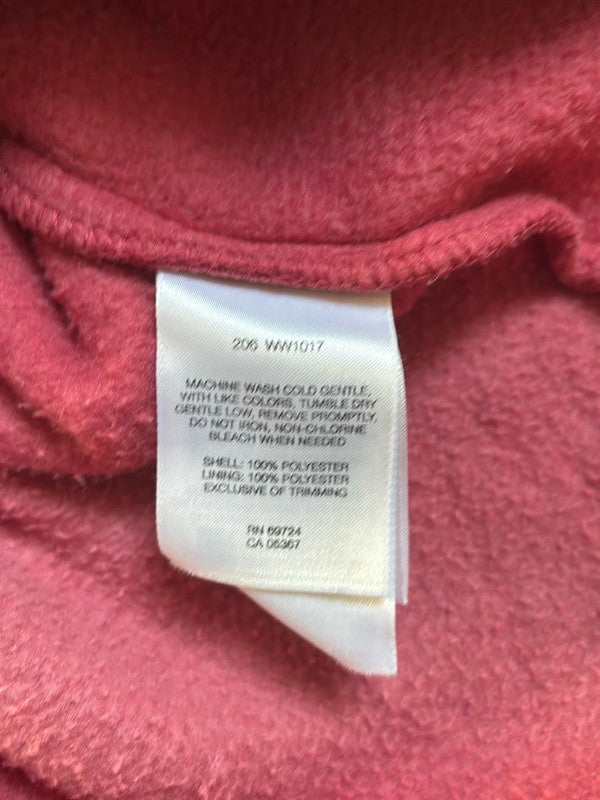 206 WW1017
MACHINE WASH COLD GENTLE,
WITH LIKE COLORS, TUMBLE DRY
GENTLE LOW, REMOVE PROMPTLY,
DO NOT IRON, NON-CHLORINE
BLEACH WHEN NEEDED
SHELL: 100% POLYESTER
LINING: 100% POLYESTER
EXCLUSIVE OF TRIMMING
RN 69724
CA 05367